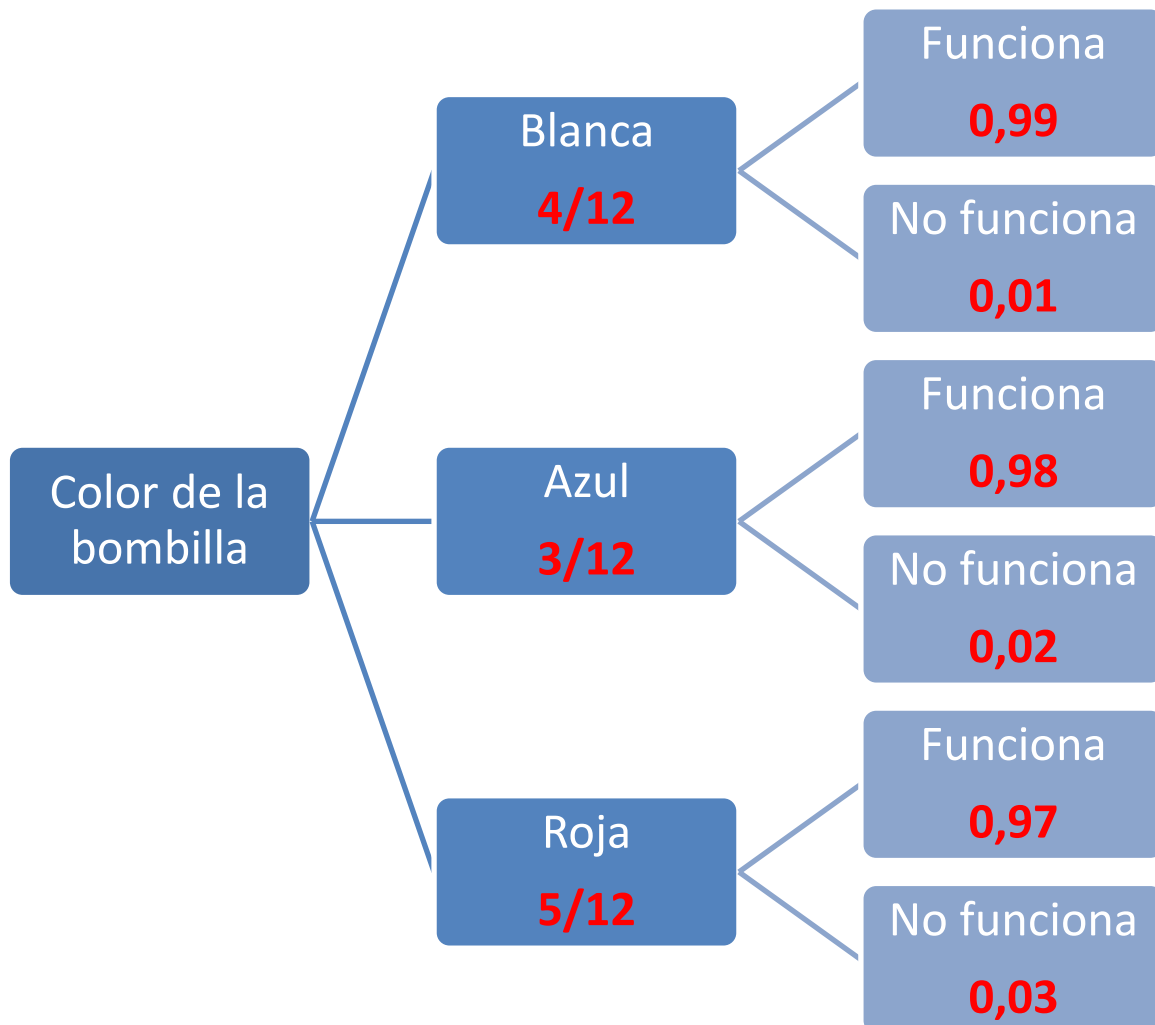 Color de la
bombilla
Blanca
4/12
Funciona
0,99
No funciona
0,01
Azul
3/12
Funciona
0,98
No funciona
0,02
Roja
5/12
Funciona
0,97
No funciona
0,03